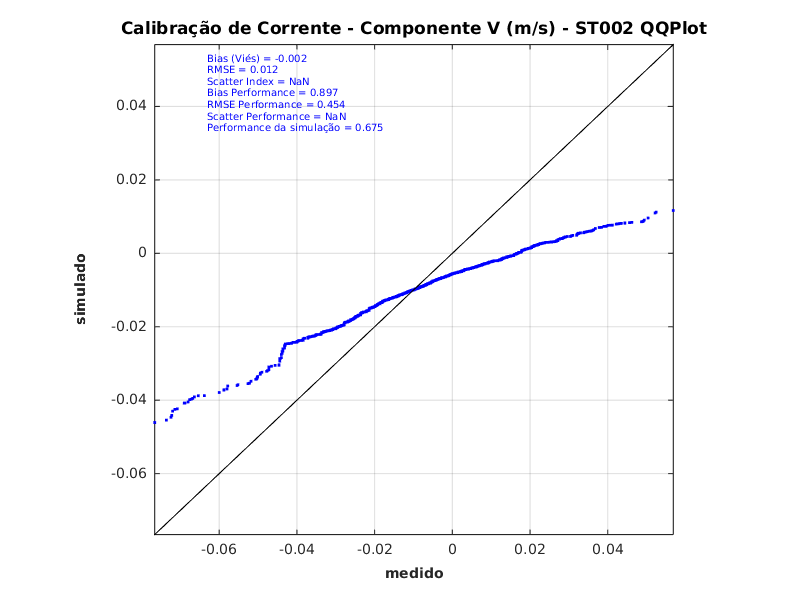 Calibração de Corrente - Componente V (m/s) - ST002 QQPlot
Bias (Viés) = -0.002
RMSE = 0.012
Scatter Index = NaN
Bias Performance = 0.897
RMSE Performance = 0.454
Scatter Performance = NaN
Performance da simulação = 0.675
0.04
0.02
0
-0.02
-0.04
-0.06
simulado
-0.06 -0.04 -0.02 0 0.02 0.04
medido